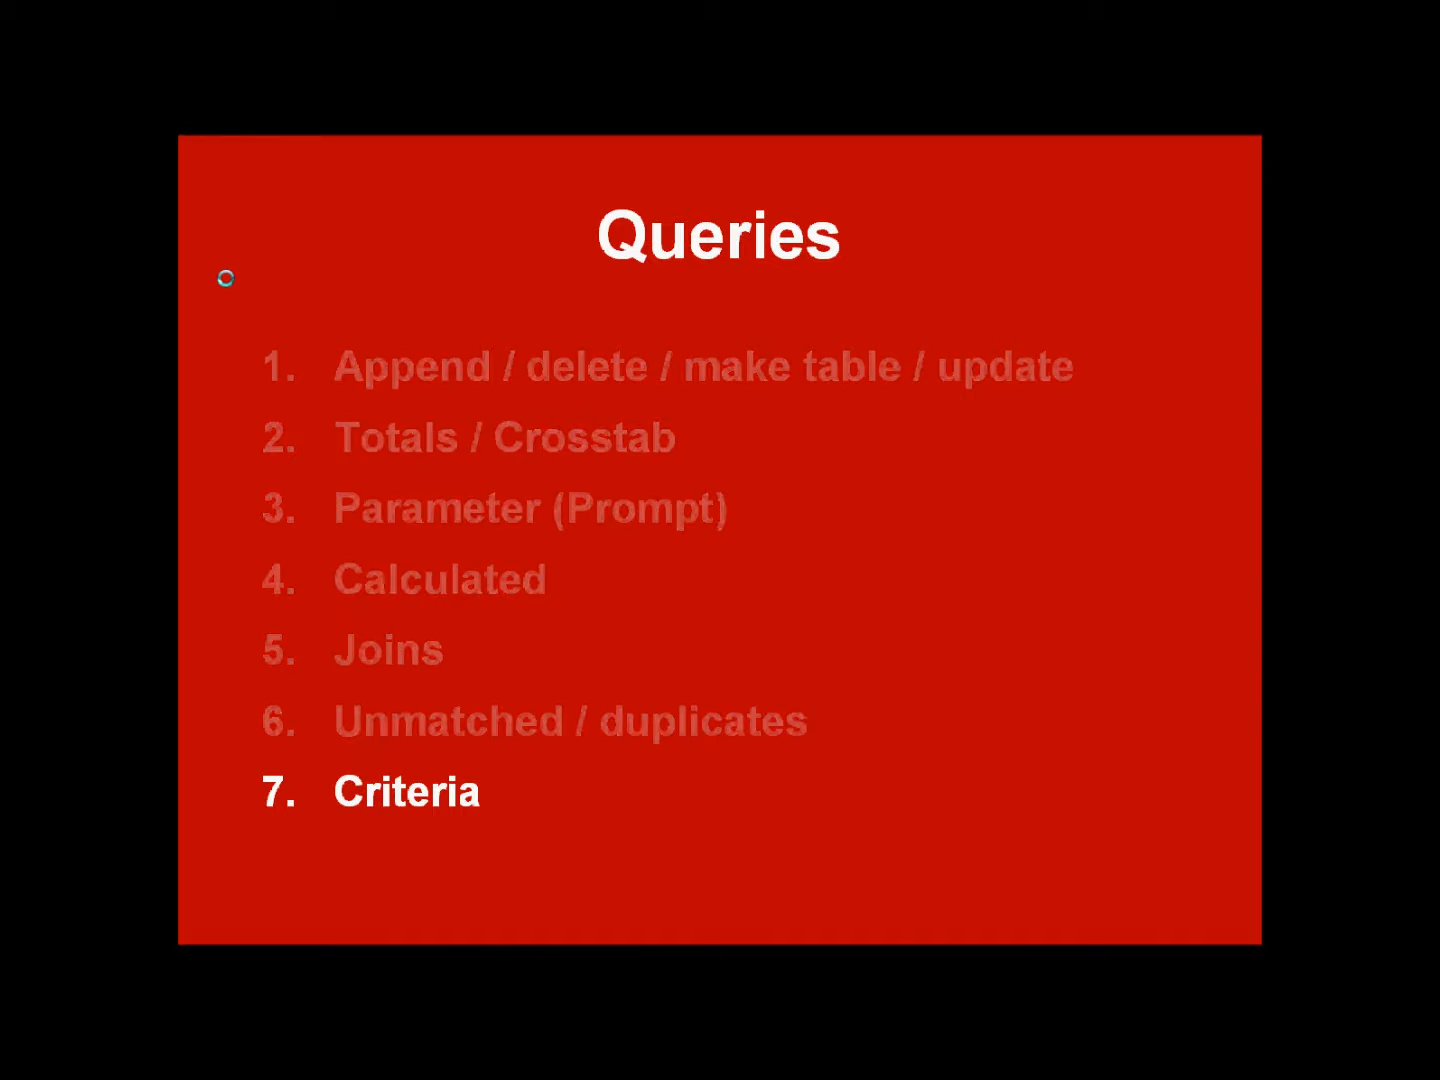 Queries
1. Append / delete / make table / update
2. Totals / Crosstab
3. Parameter (Prompt)
4. Calculated
5. Joins
6. Unmatched / duplicates
7. Criteria